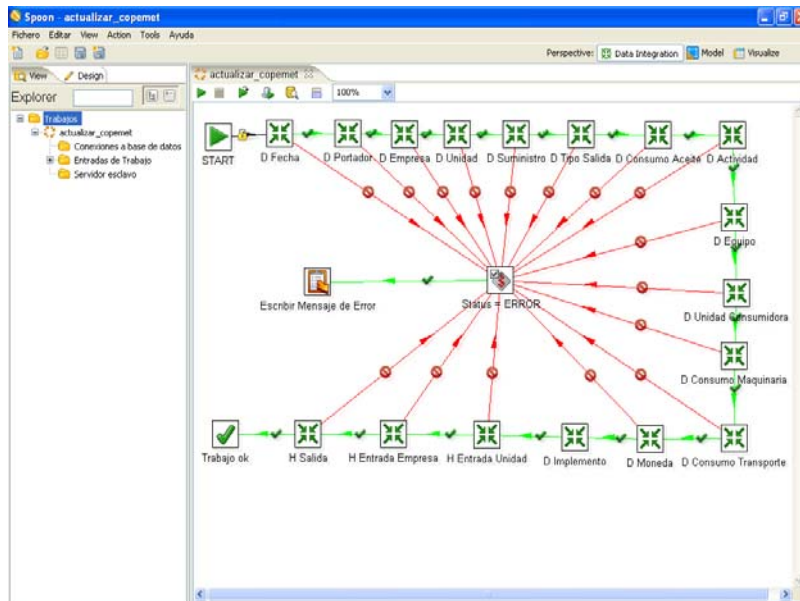 Spoon - actualizar_copemet
Fichero Editar View Action Tools Ayuda
Perspective: Data Integration Model Visualize
View Design
Explorer
Trabajos
actualizar_copemet
Conexiones a base de datos
Entradas de Trabajo
Servidor esclavo
actualizar_copemet
100%
START
D Fecha
D Portador
D Empresa
D Unidad
D Suministro
D Tipo Salida
D Consumo Aceite
D Actividad
D Equipo
Escribir Mensaje de Error
Status = ERROR
D Unidad Consumidora
D Consumo Maquinaria
Trabajo ok
H Salida
H Entrada Empresa
H Entrada Unidad
D Implemento
D Moneda
D Consumo Transporte